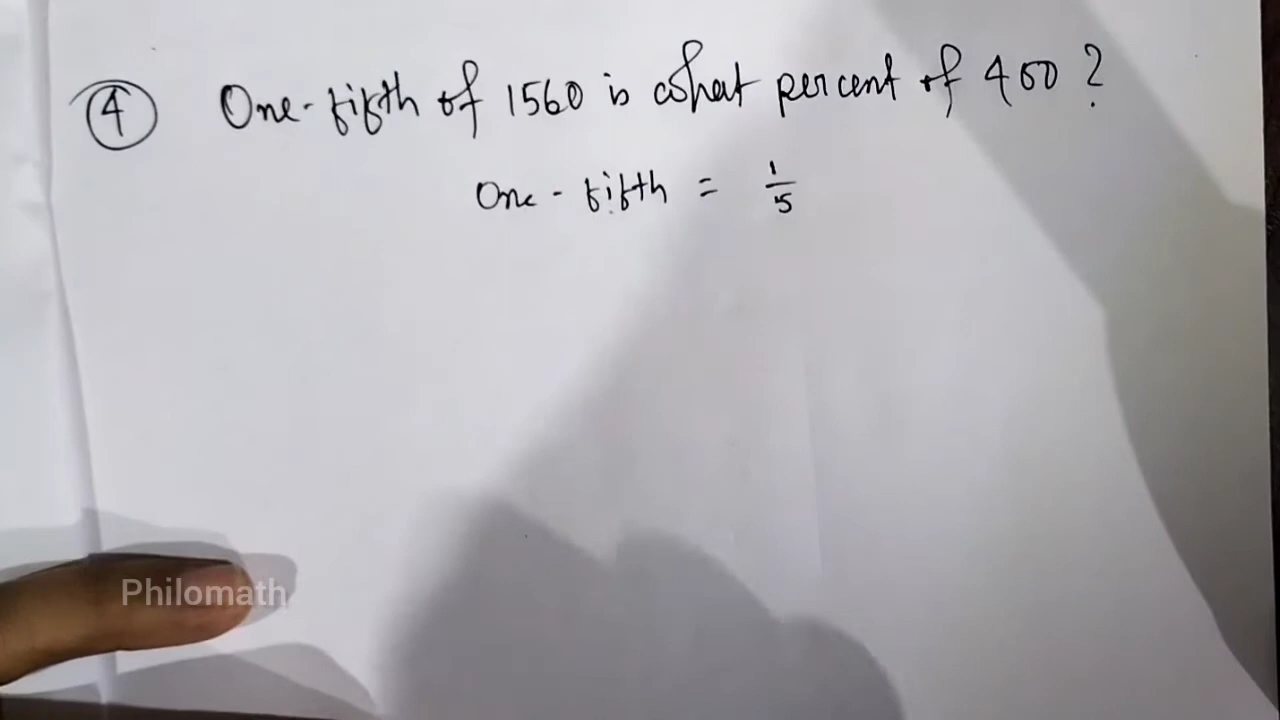 ④ One-fifth of 1560 is what percent of 400 ?
One - fifth = 1/5
Philomath